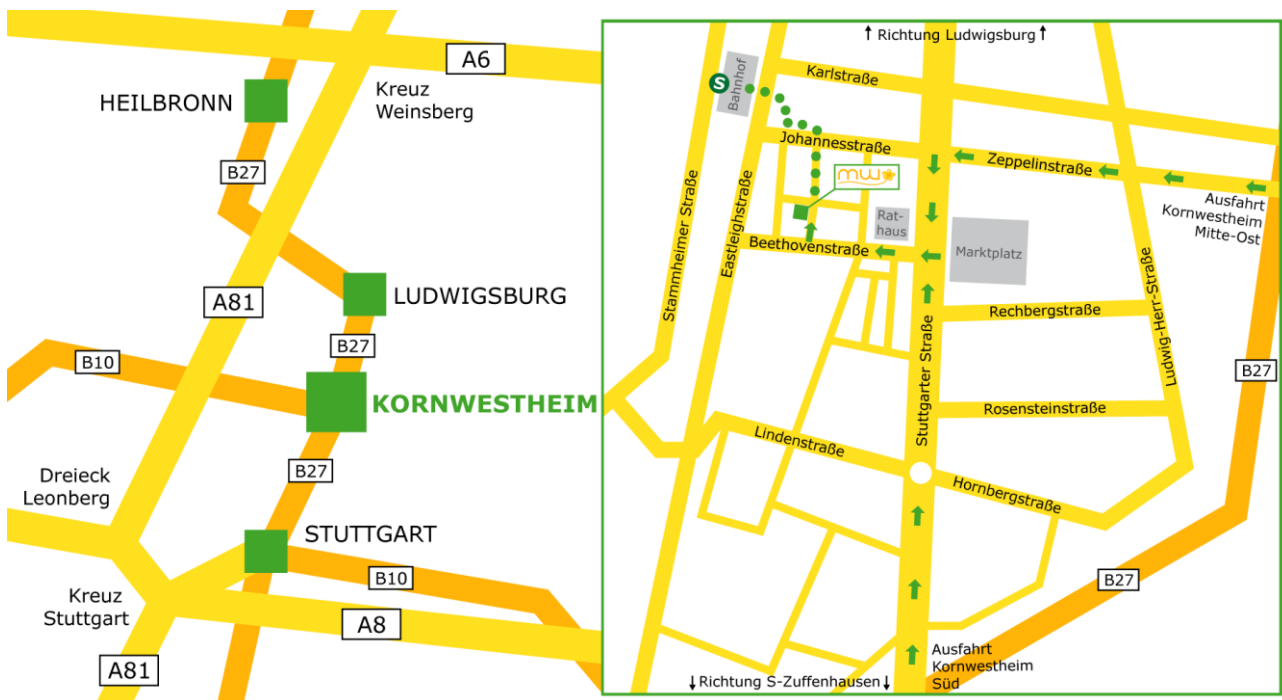 A6
HEILBRONN
Kreuz
Weinsberg
B27
A81
LUDWIGSBURG
B27
B10
KORNWESTHEIM
B27
Dreieck
Leonberg
STUTTGART
B10
Kreuz
Stuttgart
A8
A81
Richtung Ludwigsburg
S
Bahnhof
Karlstraße
Johannesstraße
Zeppelinstraße
mw
Ausfahrt
Kornwestheim
Mitte-Ost
Stammheimer Straße
Eastleighstraße
Rat-
haus
Beethovenstraße
Marktplatz
Rechbergstraße
Ludwig-Herr-Straße
Stuttgarter Straße
B27
Rosensteinstraße
Lindenstraße
Hornbergstraße
B27
Ausfahrt
Kornwestheim
Süd
Richtung S-Zuffenhausen